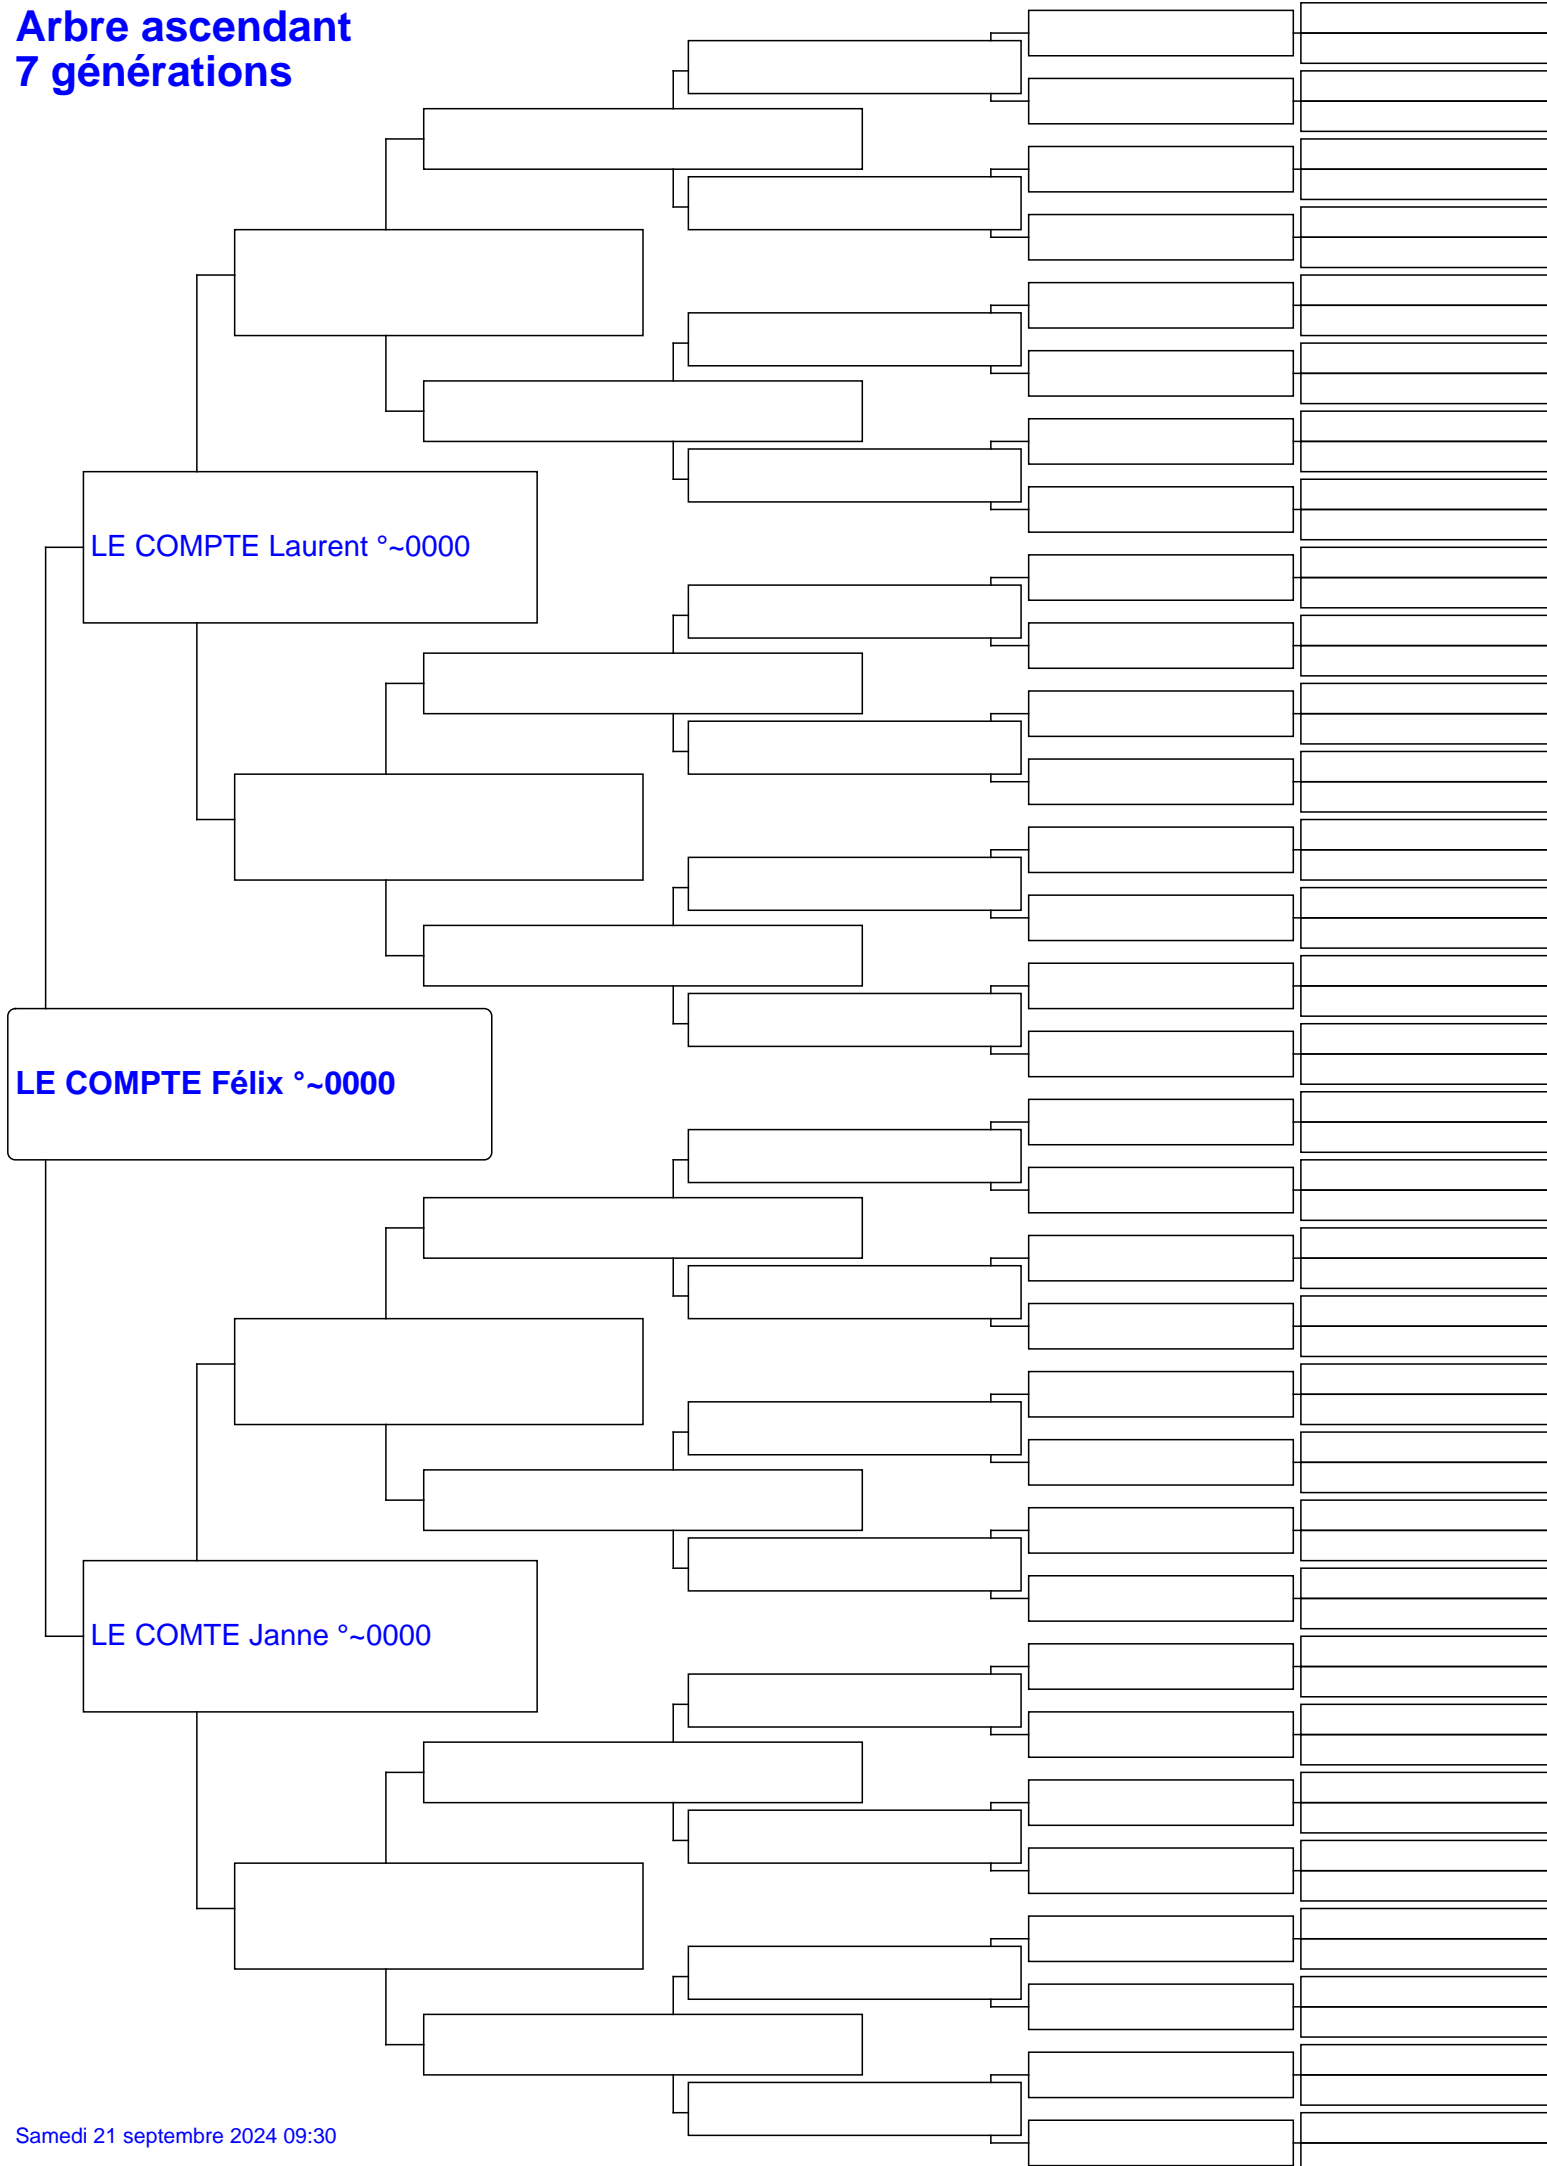 Arbre ascendant
7 générations
LE COMPTE Laurent °~0000
LE COMPTE Félix °~0000
LE COMTE Janne °~0000
Samedi 21 septembre 2024 09:30